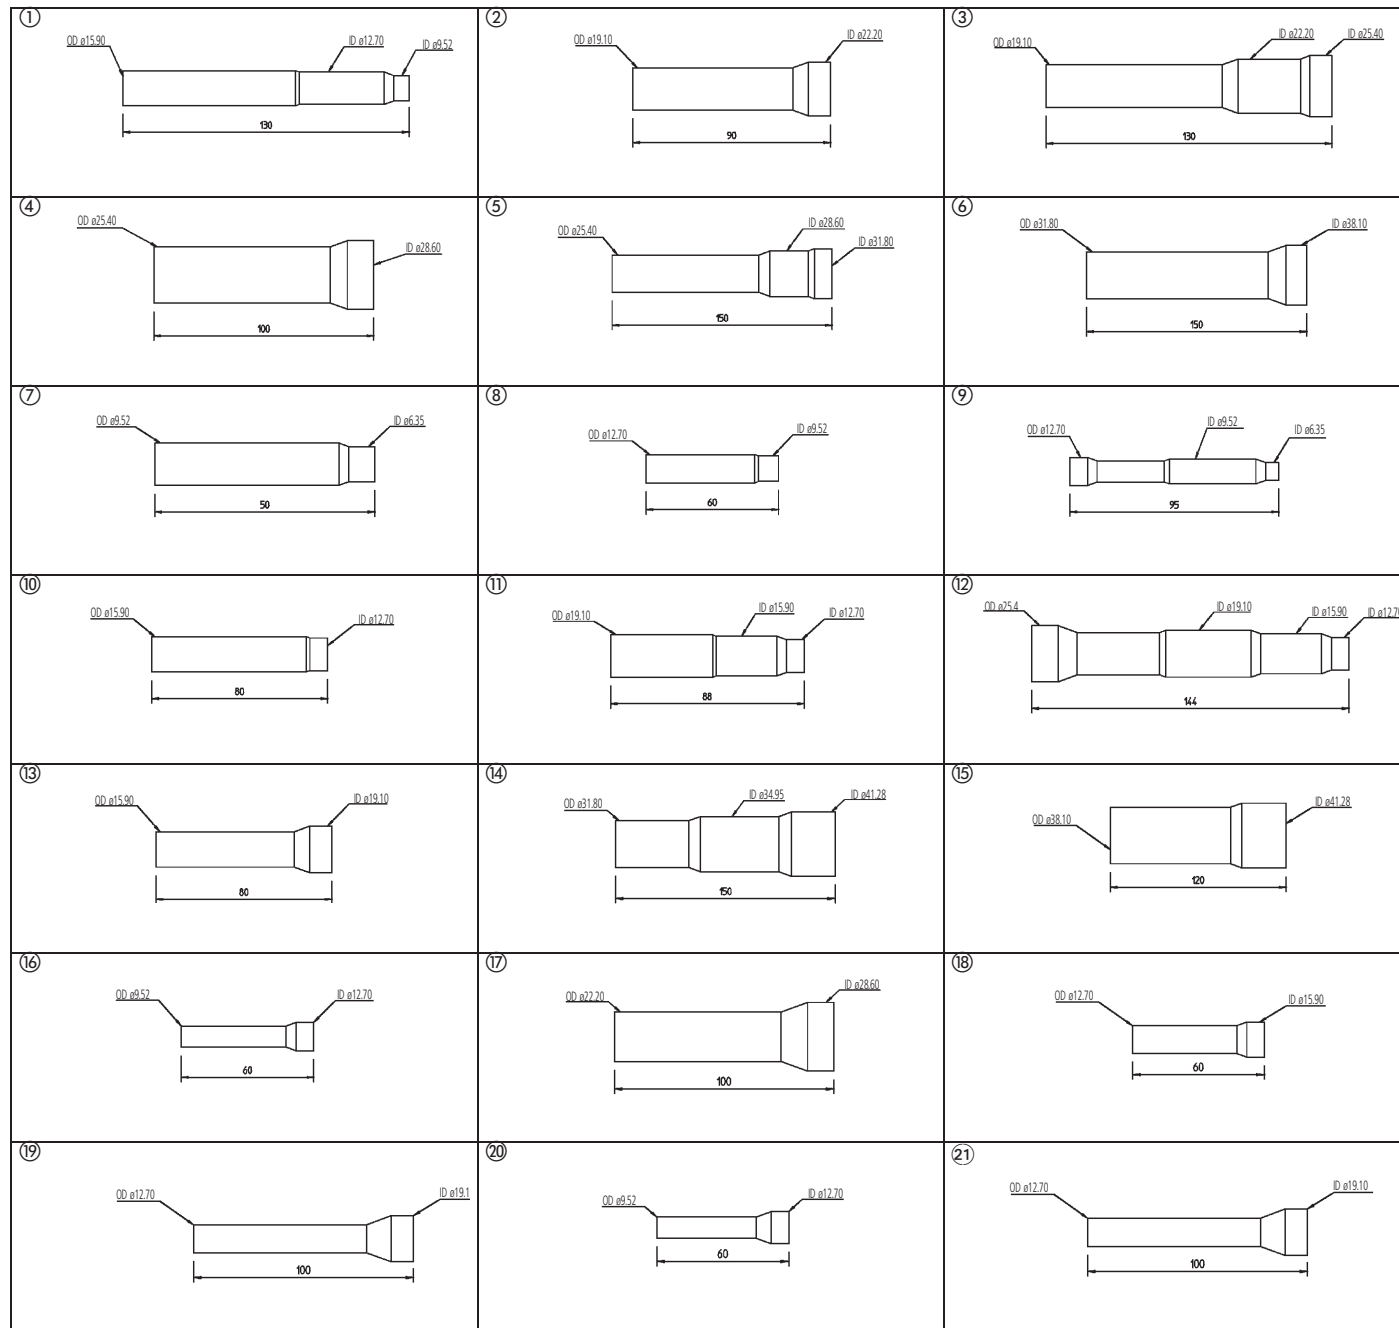 ①
OD ø15.90
ID ø12.70
ID ø9.52
130
②
OD ø19.10
ID ø22.20
90
③
OD ø19.10
ID ø22.20
ID ø25.40
130
④
OD ø25.40
ID ø28.60
100
⑤
OD ø25.40
ID ø28.60
ID ø31.80
150
⑥
OD ø31.80
ID ø38.10
150
⑦
OD ø9.52
ID ø6.35
50
⑧
OD ø12.70
ID ø9.52
60
⑨
OD ø12.70
ID ø9.52
ID ø6.35
95
⑩
OD ø15.90
ID ø12.70
80
⑪
OD ø19.10
ID ø15.90
ID ø12.70
88
⑫
OD ø25.4
ID ø19.10
ID ø15.90
ID ø12.70
144
⑬
OD ø15.90
ID ø19.10
80
⑭
OD ø31.80
ID ø34.95
ID ø41.28
150
⑮
OD ø38.10
ID ø41.28
120
⑯
OD ø9.52
ID ø12.70
60
⑰
OD ø22.20
ID ø28.60
100
⑱
OD ø12.70
ID ø15.90
60
⑲
OD ø12.70
ID ø19.1
100
⑳
OD ø9.52
ID ø12.70
60
㉑
OD ø12.70
ID ø19.10
100